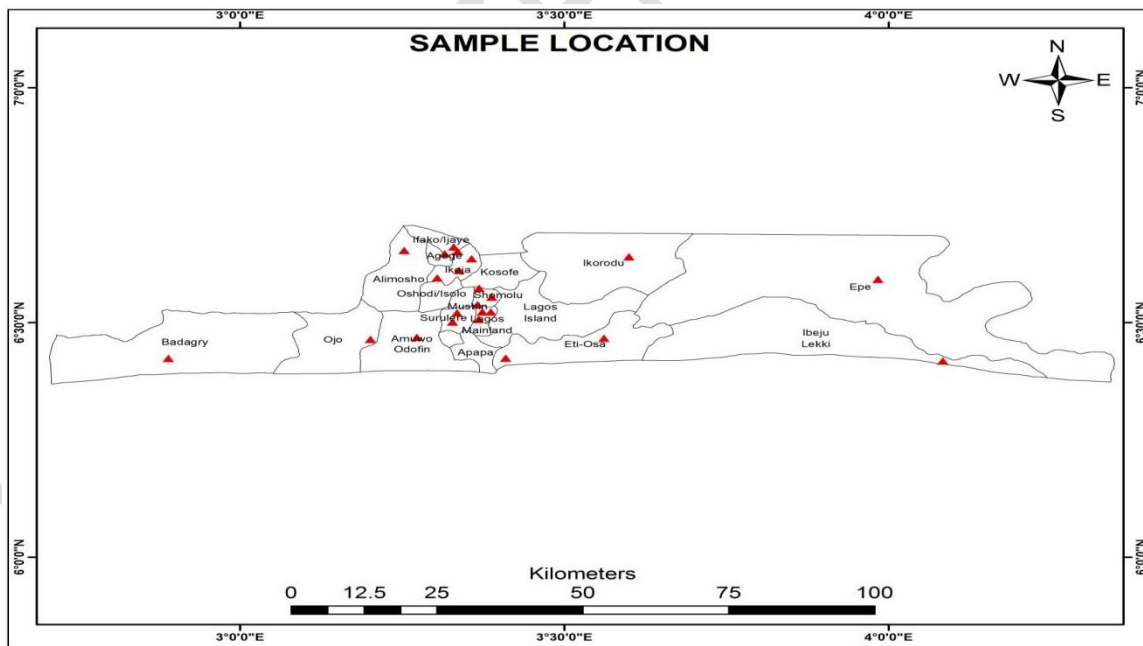 3°0'0"E 3°30'0"E 4°0'0"E
SAMPLE LOCATION
N
W E
S
7°0'0"N 7°0'0"N
Ifako/Ijaye
Agege
Ikeja
Kosofe
Ikorodu
Alimosho
Epe
Oshodi/Isolo
Shomolu
Mushin
Lagos
Island
Surulere
Lagos
Mainland
6°30'0"N 6°30'0"N
Badagry
Ojo
Amuwo
Odofin
Apapa
Eti-Osa
Ibeju
Lekki
6°0'0"N 6°0'0"N
Kilometers
0 12.5 25 50 75 100
3°0'0"E 3°30'0"E 4°0'0"E